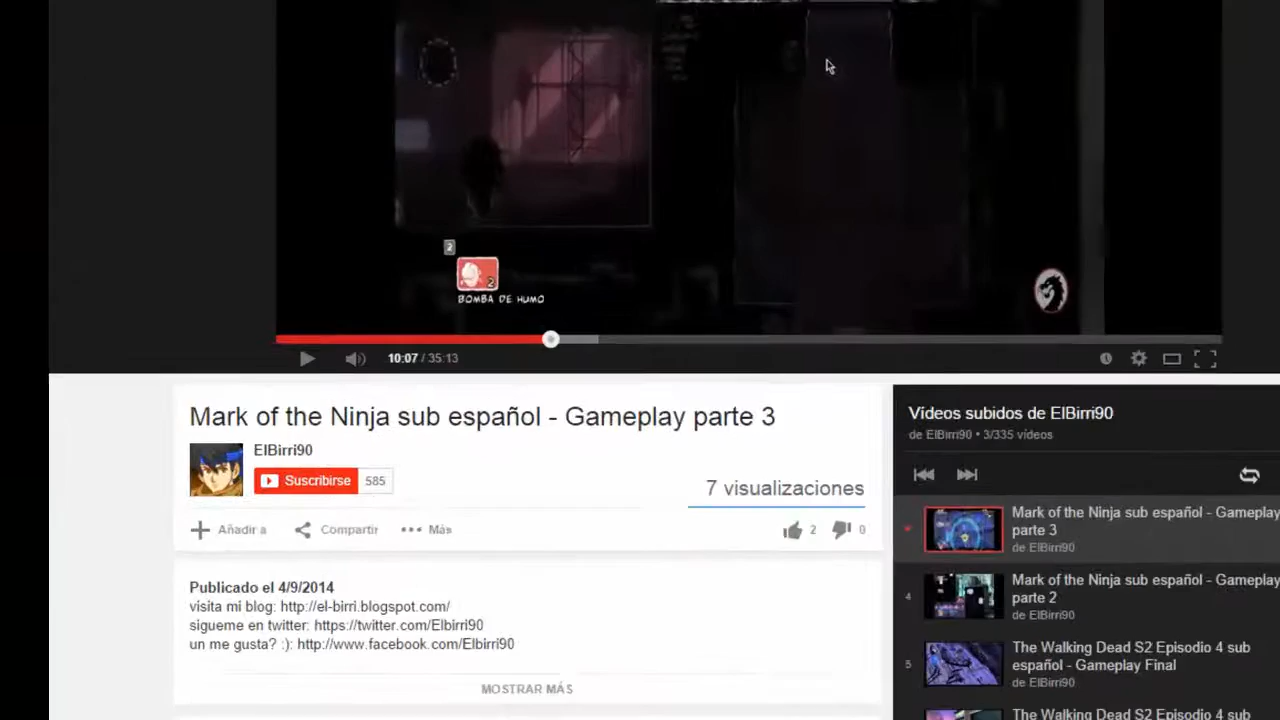 2
2
BOMBA DE HUMO
10:07 / 35:13
Mark of the Ninja sub español - Gameplay parte 3
ElBirri90
Suscribirse 585
7 visualizaciones
Añadir a Compartir Más 2 0
Publicado el 4/9/2014
visita mi blog: http://el-birri.blogspot.com/
sigueme en twitter: https://twitter.com/Elbirri90
un me gusta? :): http://www.facebook.com/Elbirri90
MOSTRAR MÁS
Vídeos subidos de ElBirri90
de ElBirri90 • 3/335 vídeos
Mark of the Ninja sub español - Gameplay
parte 3
de ElBirri90
4
Mark of the Ninja sub español - Gameplay
parte 2
de ElBirri90
5
The Walking Dead S2 Episodio 4 sub
español - Gameplay Final
de ElBirri90
The Walking Dead S2 Episodio 4 sub